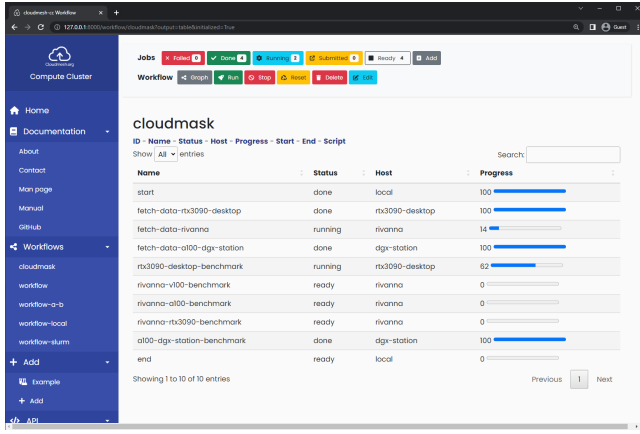 cloudmesh-cc Workflow
127.0.0.1:8000/workflow/cloudmask?output=table&initialized=True
Guest
Cloudmesh.org
Compute Cluster
Home
Documentation
About
Contact
Man page
Manual
GitHub
Workflows
cloudmask
workflow
workflow-a-b
workflow-local
workflow-slurm
Add
Example
Add
API
Jobs Failed 0 Done 4 Running 2 Submitted 0 Ready 4 Add
Workflow Graph Run Stop Reset Delete Edit
cloudmask
ID - Name - Status - Host - Progress - Start - End - Script
Show All entries Search:
Name Status Host Progress
start done local 100
fetch-data-rtx3090-desktop done rtx3090-desktop 100
fetch-data-rivanna running rivanna 14
fetch-data-a100-dgx-station done dgx-station 100
rtx3090-desktop-benchmark running rtx3090-desktop 62
rivanna-v100-benchmark ready rivanna 0
rivanna-a100-benchmark ready rivanna 0
rivanna-rtx3090-benchmark ready rivanna 0
a100-dgx-station-benchmark done dgx-station 100
end ready local 0
Showing 1 to 10 of 10 entries Previous 1 Next